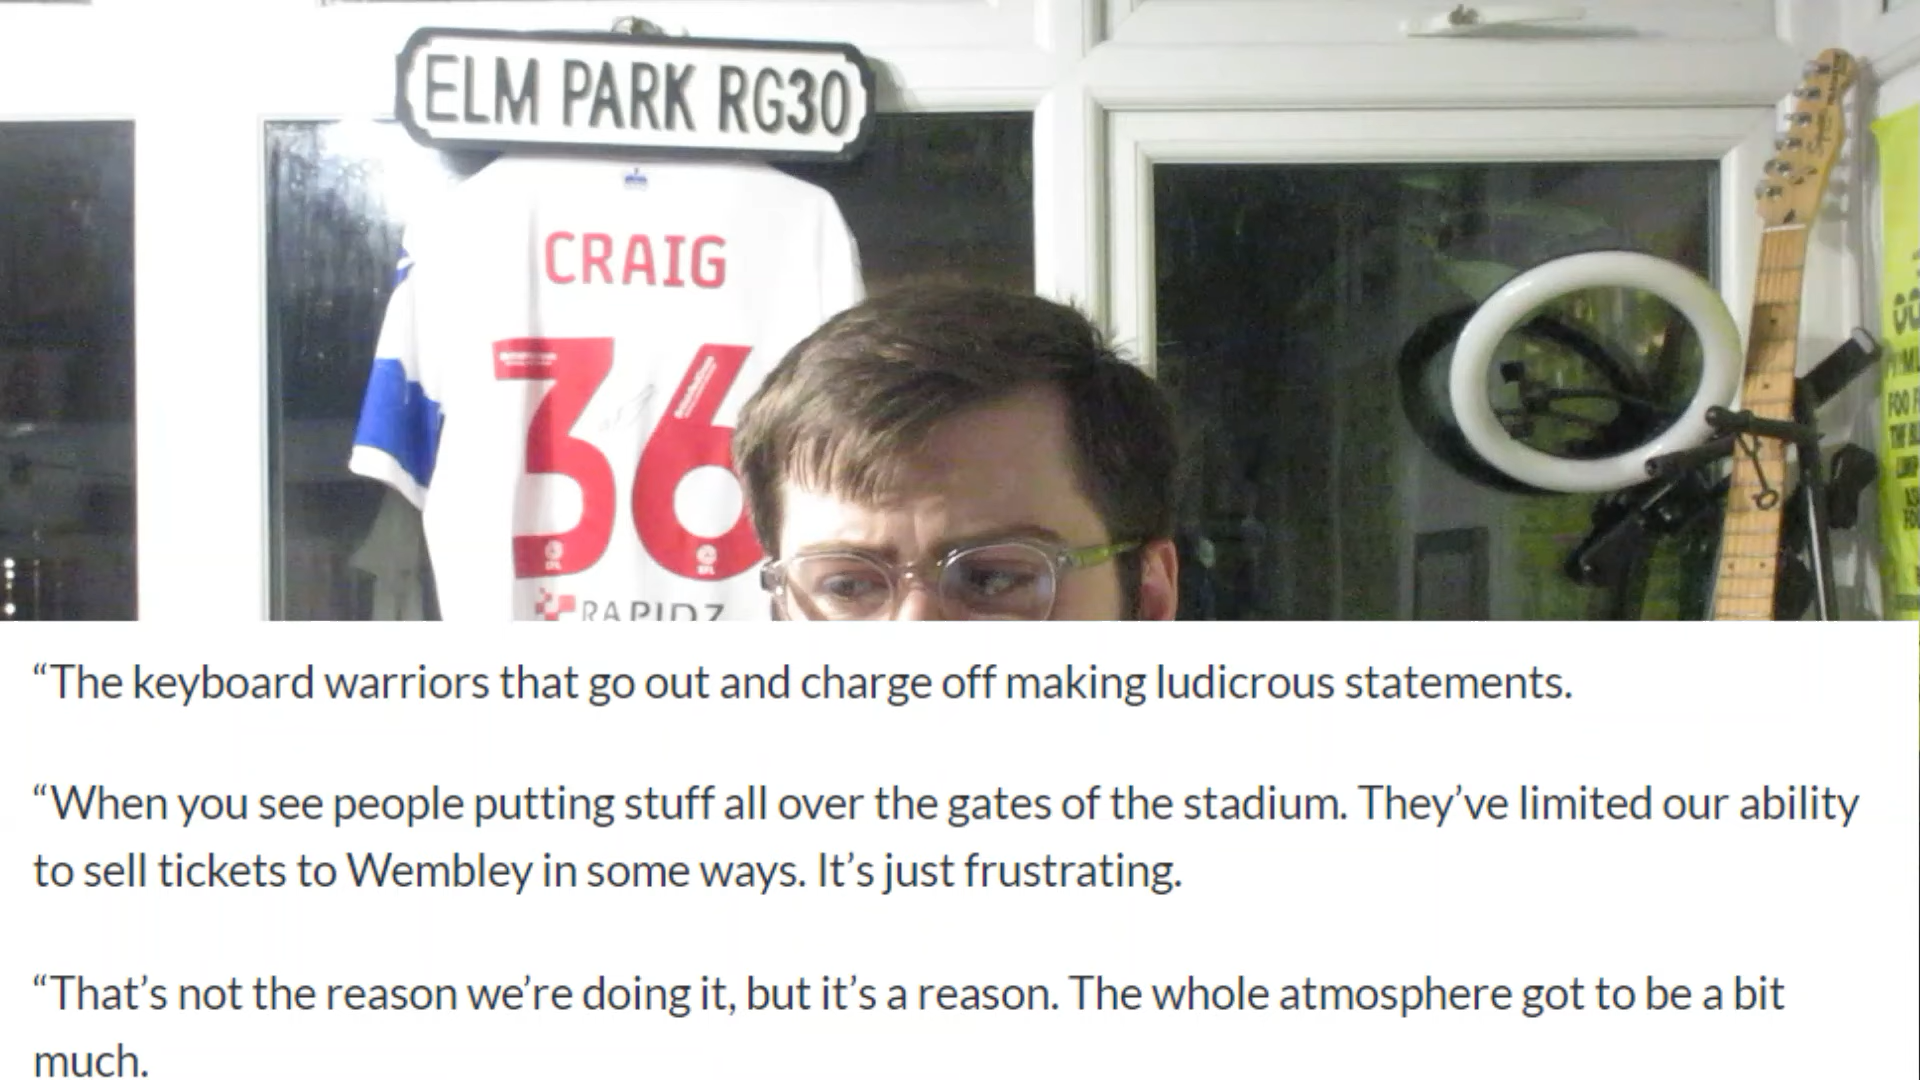 ELM PARK RG30
CRAIG
36
RAPIDZ
FOO
“The keyboard warriors that go out and charge off making ludicrous statements.
“When you see people putting stuff all over the gates of the stadium. They’ve limited our ability
to sell tickets to Wembley in some ways. It’s just frustrating.
“That’s not the reason we’re doing it, but it’s a reason. The whole atmosphere got to be a bit
much.